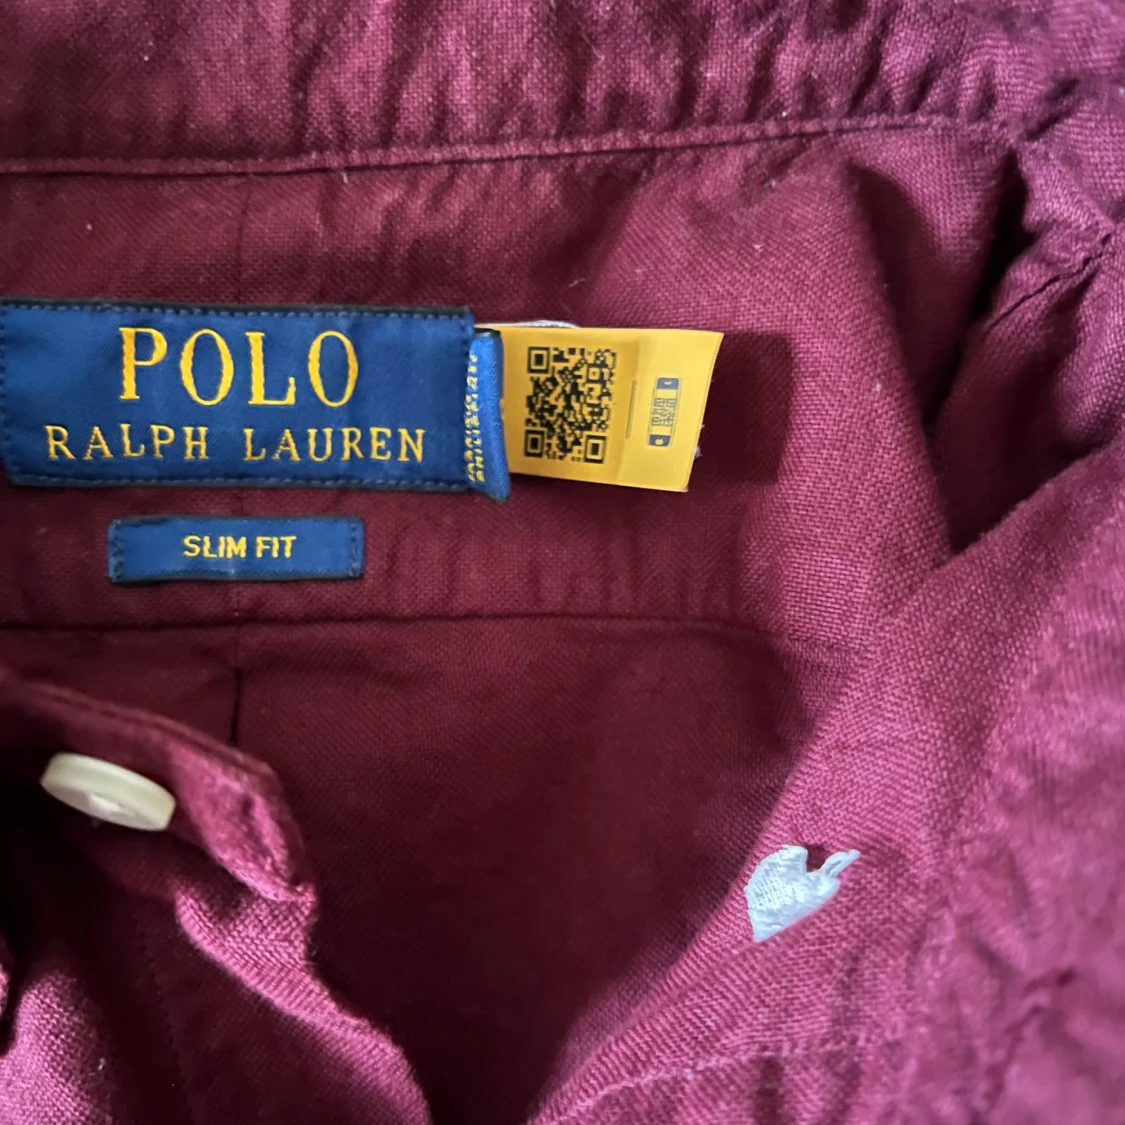 POLO
RALPH LAUREN
SLIM FIT